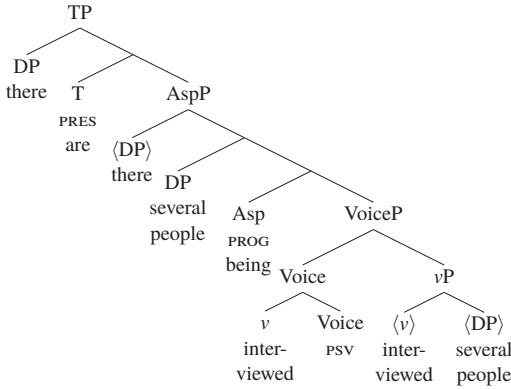 TP
DP
there
T
PRES
are
AspP
⟨DP⟩
there
DP
several
people
Asp
PROG
being
VoiceP
Voice
vP
v
inter-
viewed
Voice
PSV
⟨v⟩
inter-
viewed
⟨DP⟩
several
people